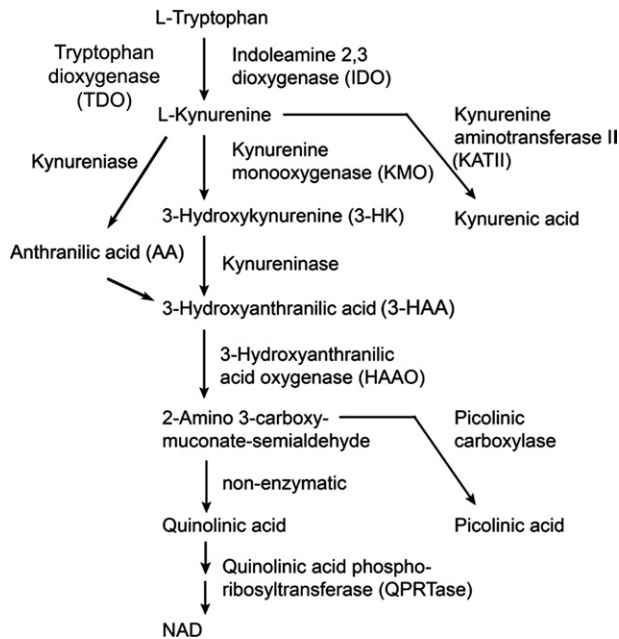 L-Tryptophan
Tryptophan
dioxygenase
(TDO)
Indoleamine 2,3
dioxygenase (IDO)
L-Kynurenine
Kynurenine
aminotransferase II
(KATII)
Kynureniase
Kynurenine
monooxygenase (KMO)
3-Hydroxykynurenine (3-HK)
Kynurenic acid
Anthranilic acid (AA)
Kynureninase
3-Hydroxyanthranilic acid (3-HAA)
3-Hydroxyanthranilic
acid oxygenase (HAAO)
2-Amino 3-carboxy-
muconate-semialdehyde
Picolinic
carboxylase
non-enzymatic
Quinolinic acid
Picolinic acid
Quinolinic acid phospho-
ribosyltransferase (QPRTase)
NAD